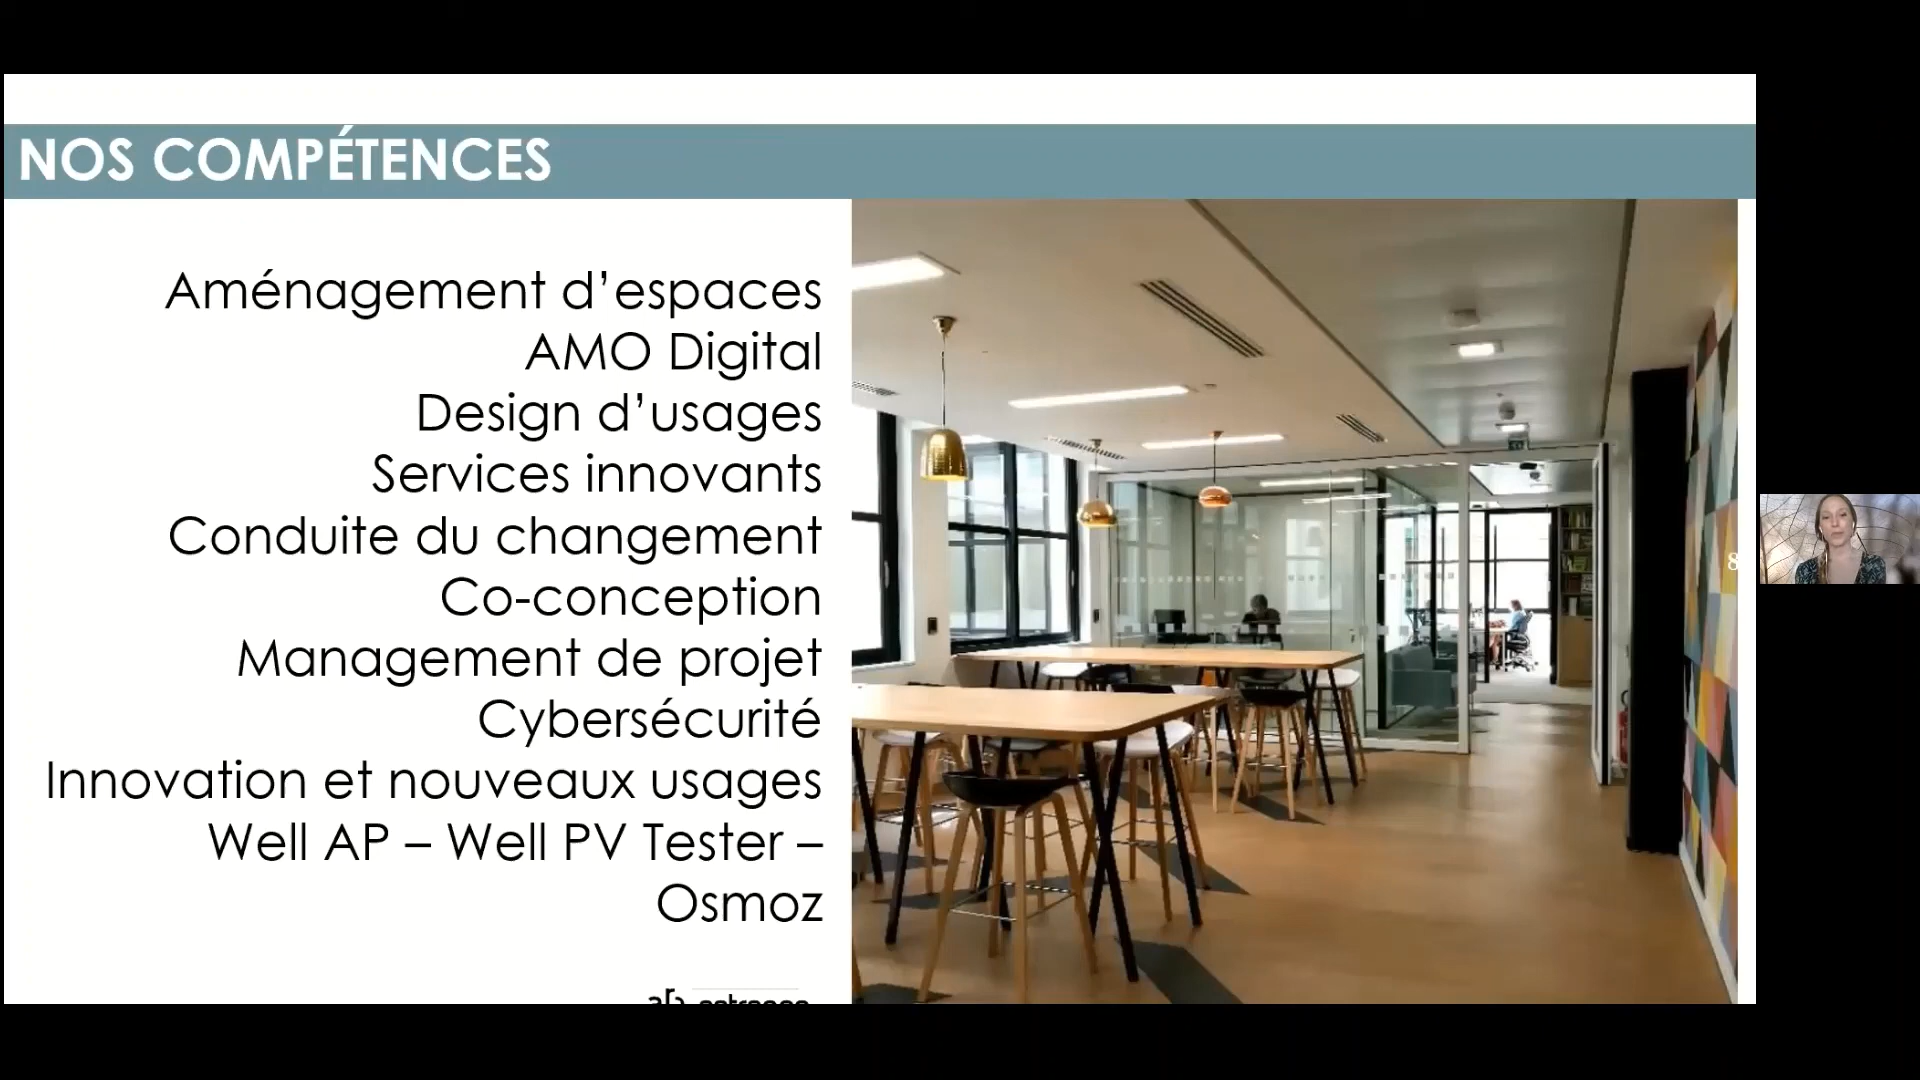 NOS COMPÉTENCES
Aménagement d’espaces
AMO Digital
Design d’usages
Services innovants
Conduite du changement
Co-conception
Management de projet
Cybersécurité
Innovation et nouveaux usages
Well AP – Well PV Tester –
Osmoz
8